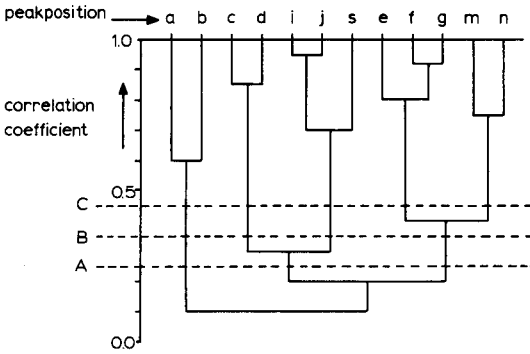 peakposition a b c d i j s e f g m n
1.0
correlation
coefficient
0.5
C
B
A
0.0